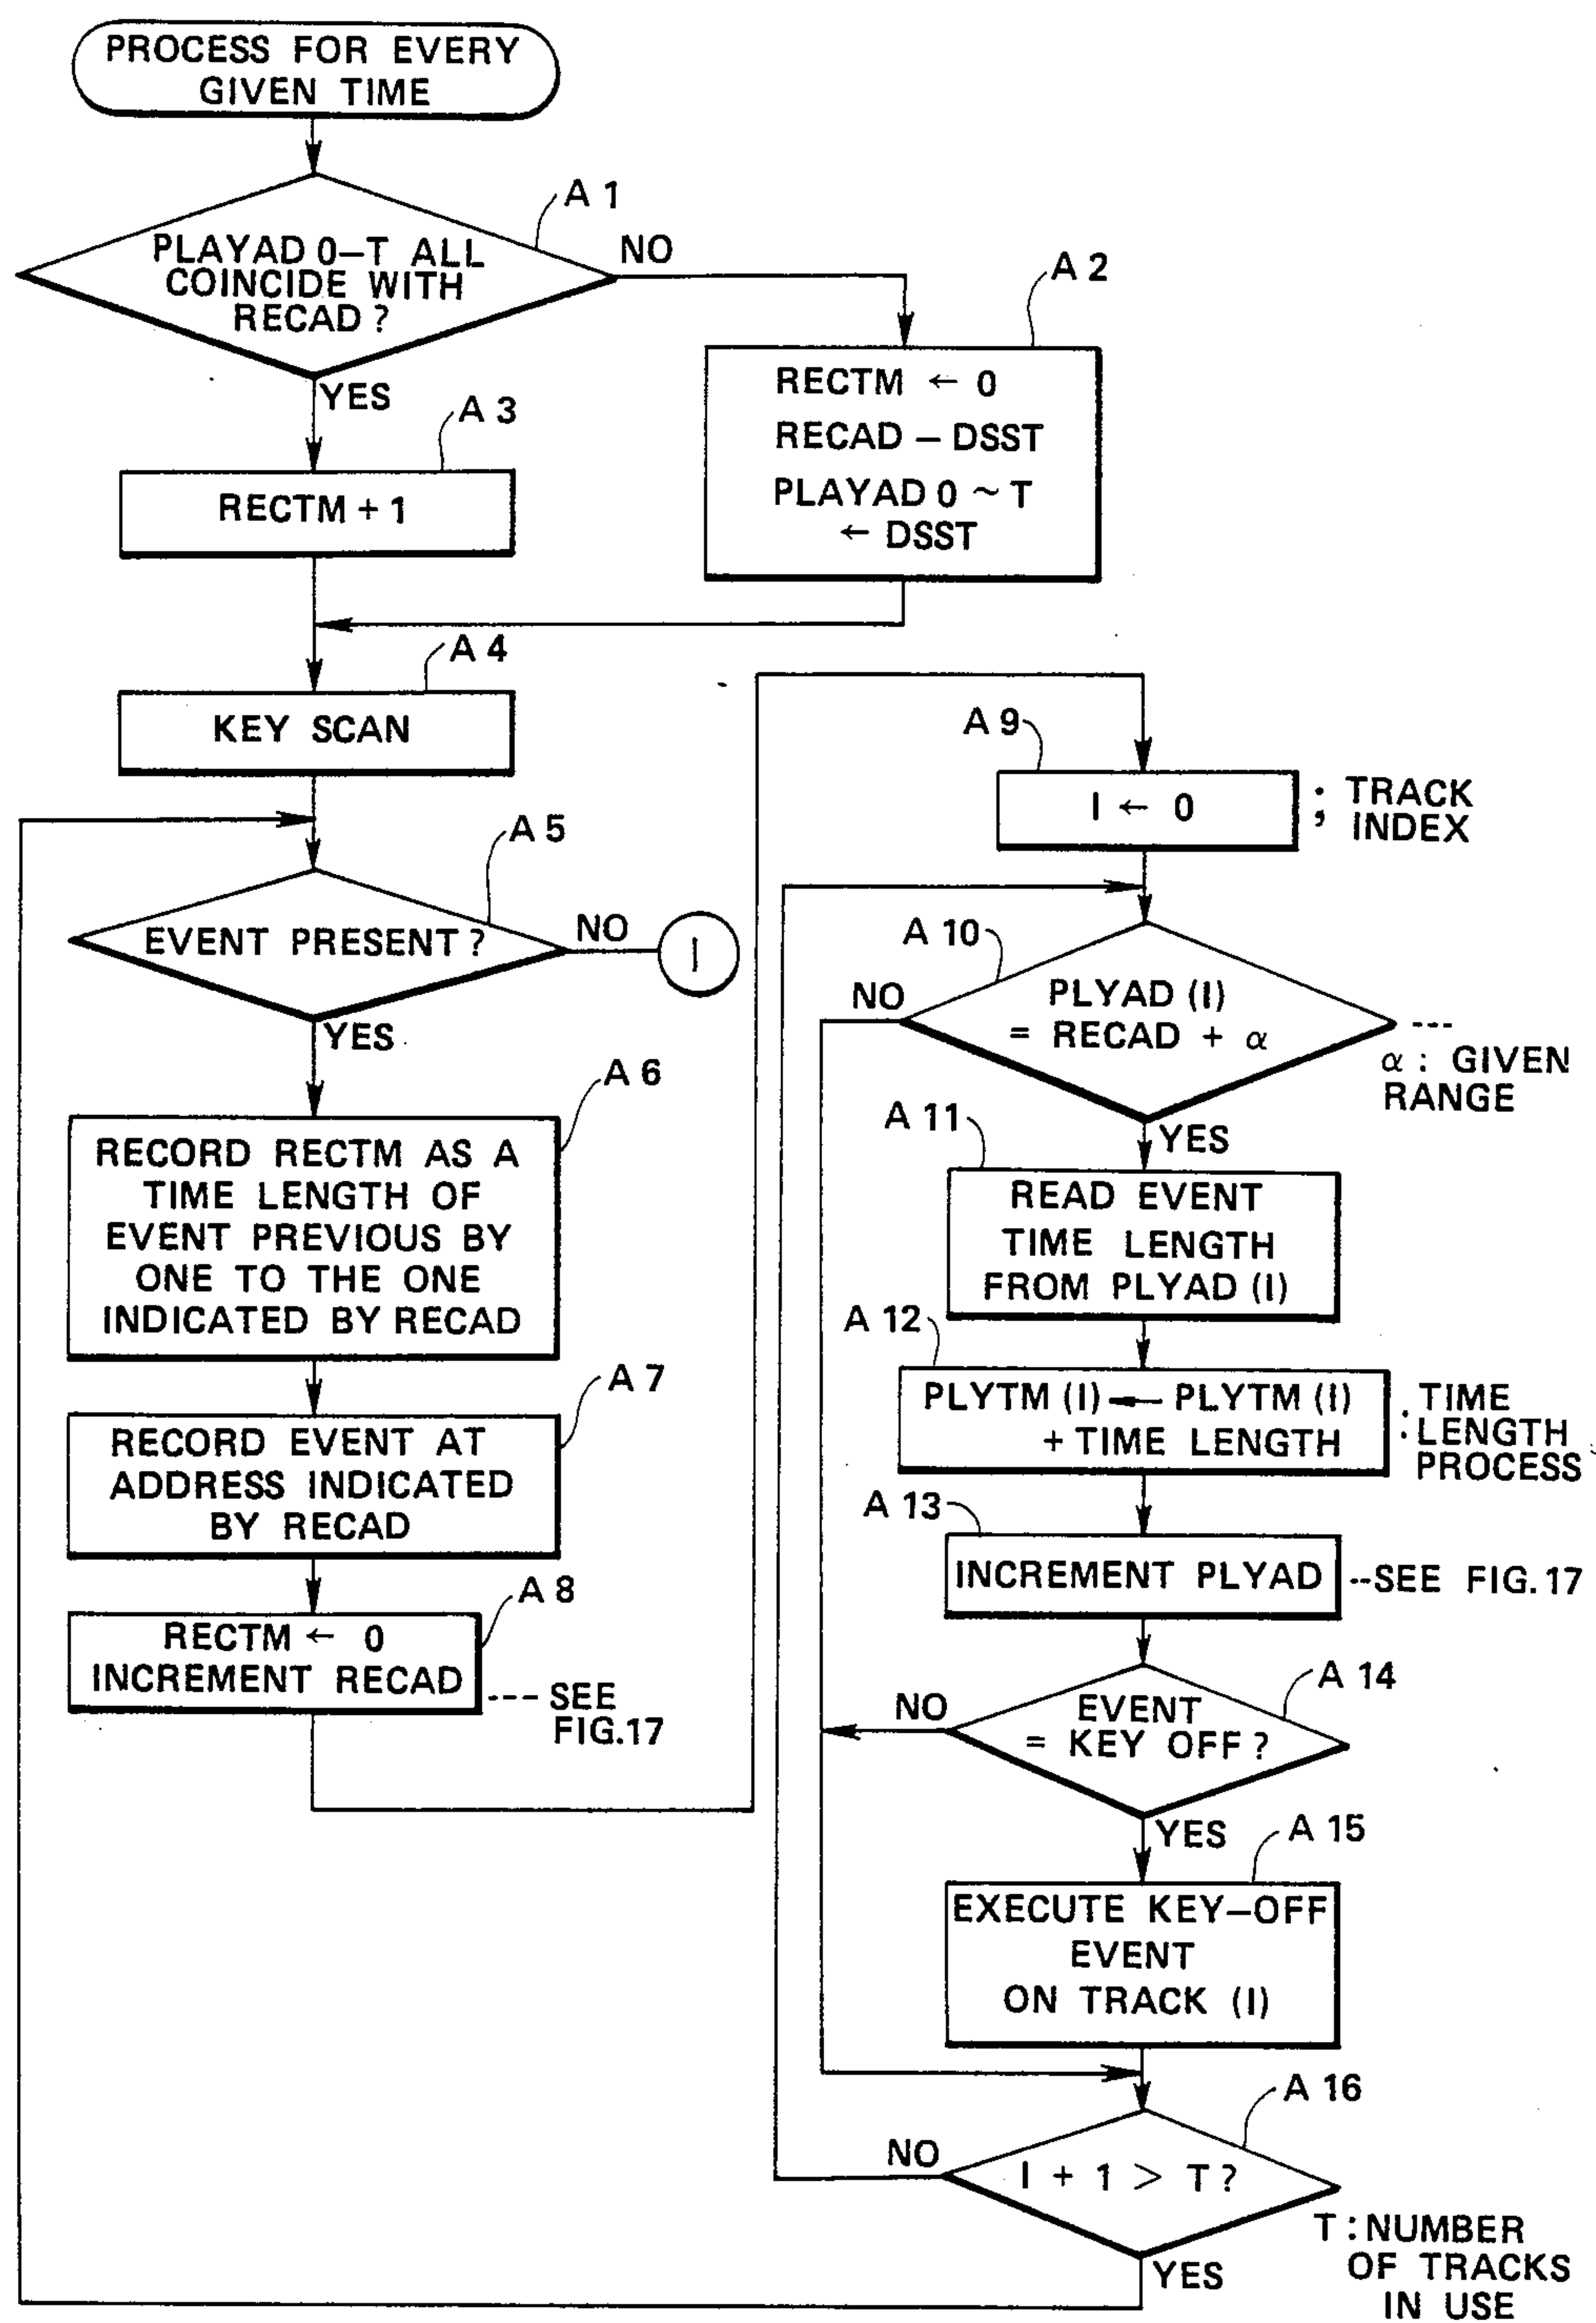 PROCESS FOR EVERY
GIVEN TIME
A 1
PLAYAD 0–T ALL
COINCIDE WITH
RECAD ?
NO
YES
A 2
RECTM ← 0
RECAD – DSST
PLAYAD 0 ~ T
← DSST
A 3
RECTM + 1
A 4
KEY SCAN
A 5
EVENT PRESENT ?
NO
I
YES
A 6
RECORD RECTM AS A
TIME LENGTH OF
EVENT PREVIOUS BY
ONE TO THE ONE
INDICATED BY RECAD
A 7
RECORD EVENT AT
ADDRESS INDICATED
BY RECAD
A 8
RECTM ← 0
INCREMENT RECAD
--- SEE
FIG.17
A 9
I ← 0
; TRACK
INDEX
A 10
NO
PLYAD (I)
= RECAD + α
---
α : GIVEN
RANGE
YES
A 11
READ EVENT
TIME LENGTH
FROM PLYAD (I)
A 12
PLYTM (I) ← PLYTM (I)
+ TIME LENGTH
: TIME
LENGTH
PROCESS
A 13
INCREMENT PLYAD
--SEE FIG.17
A 14
NO
EVENT
= KEY OFF ?
YES
A 15
EXECUTE KEY–OFF
EVENT
ON TRACK (I)
A 16
NO
I + 1 > T ?
YES
T : NUMBER
OF TRACKS
IN USE